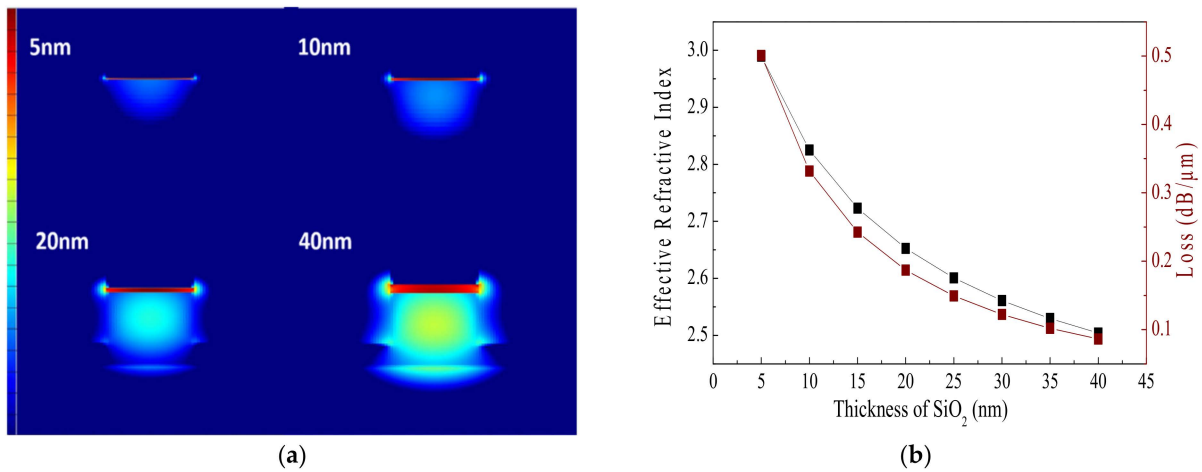 5nm
10nm
20nm
40nm
(a)
Effective Refractive Index
3.0
2.9
2.8
2.7
2.6
2.5
0 5 10 15 20 25 30 35 40 45
Thickness of SiO₂ (nm)
0.5
0.4
0.3
0.2
0.1
Loss (dB/μm)
(b)